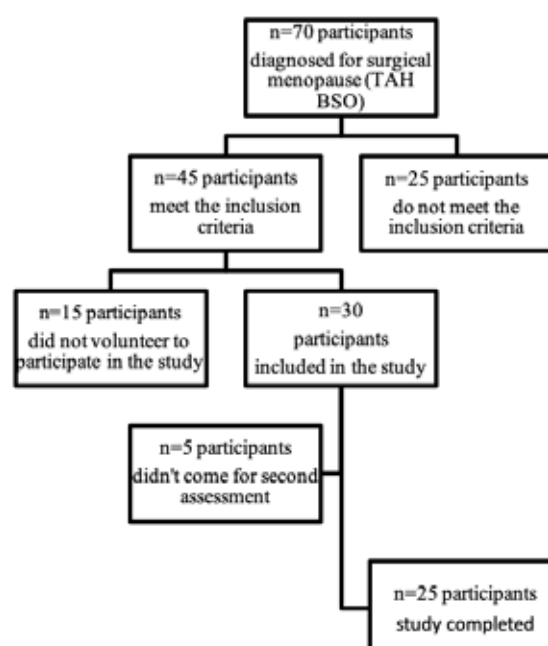 n=70 participants
diagnosed for surgical
menopause (TAH
BSO)
n=45 participants
meet the inclusion
criteria
n=25 participants
do not meet the
inclusion criteria
n=15 participants
did not volunteer to
participate in the study
n=30
participants
included in the study
n=5 participants
didn't come for second
assessment
n=25 participants
study completed